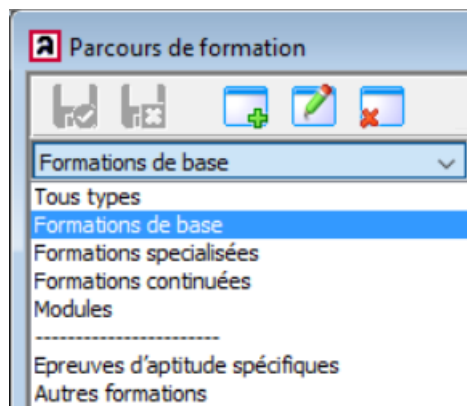 a Parcours de formation
Formations de base
Tous types
Formations de base
Formations specialisées
Formations continuées
Modules
-----------------------
Epreuves d’aptitude spécifiques
Autres formations